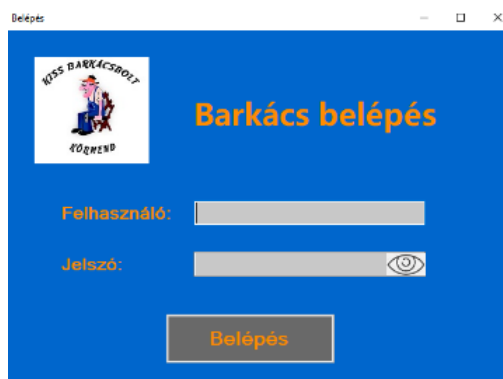 Belépés
KISS BARKÁCSBOLT
KÖRMEND
Barkács belépés
Felhasználó:
Jelszó:
Belépés